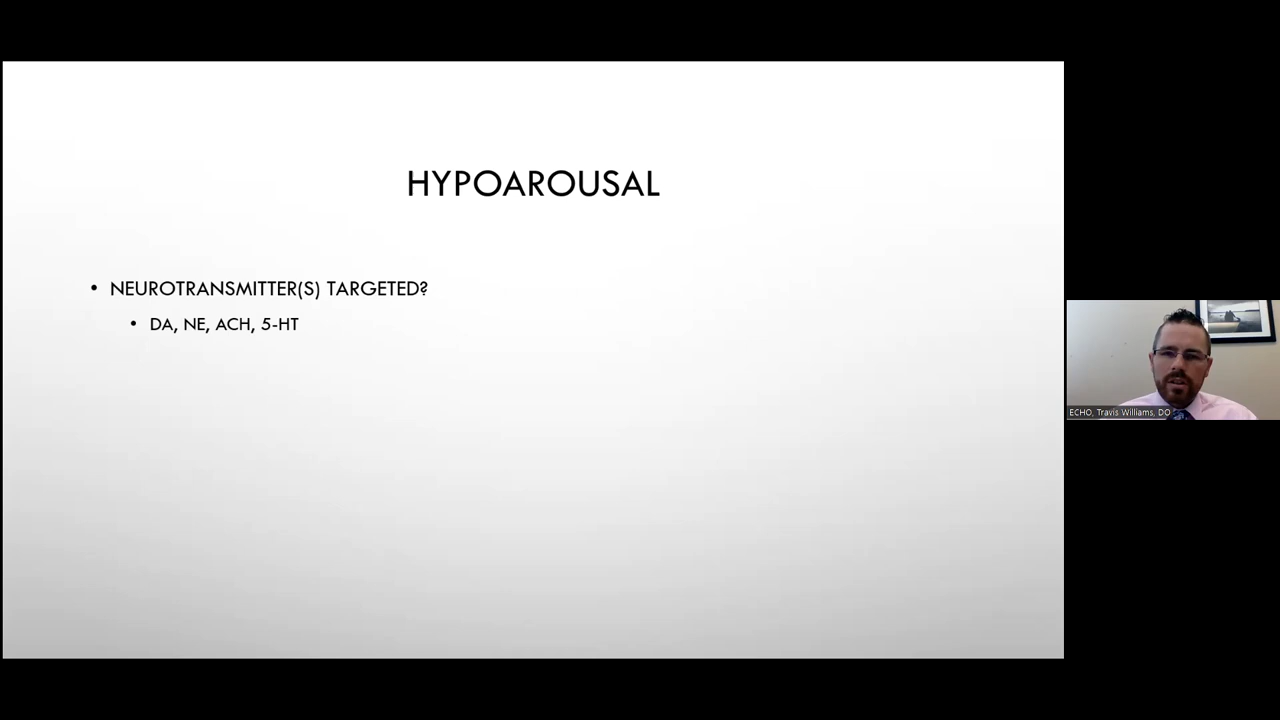 HYPOAROUSAL
• NEUROTRANSMITTER(S) TARGETED?
• DA, NE, ACH, 5-HT
ECHO, Travis Williams, DO